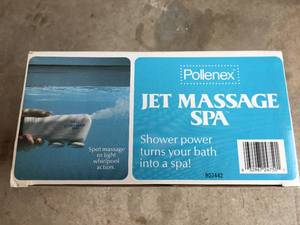 Pollenex
JET MASSAGE
SPA
Shower power
turns your bath
into a spa!
Spot massage
or light
whirlpool
action.